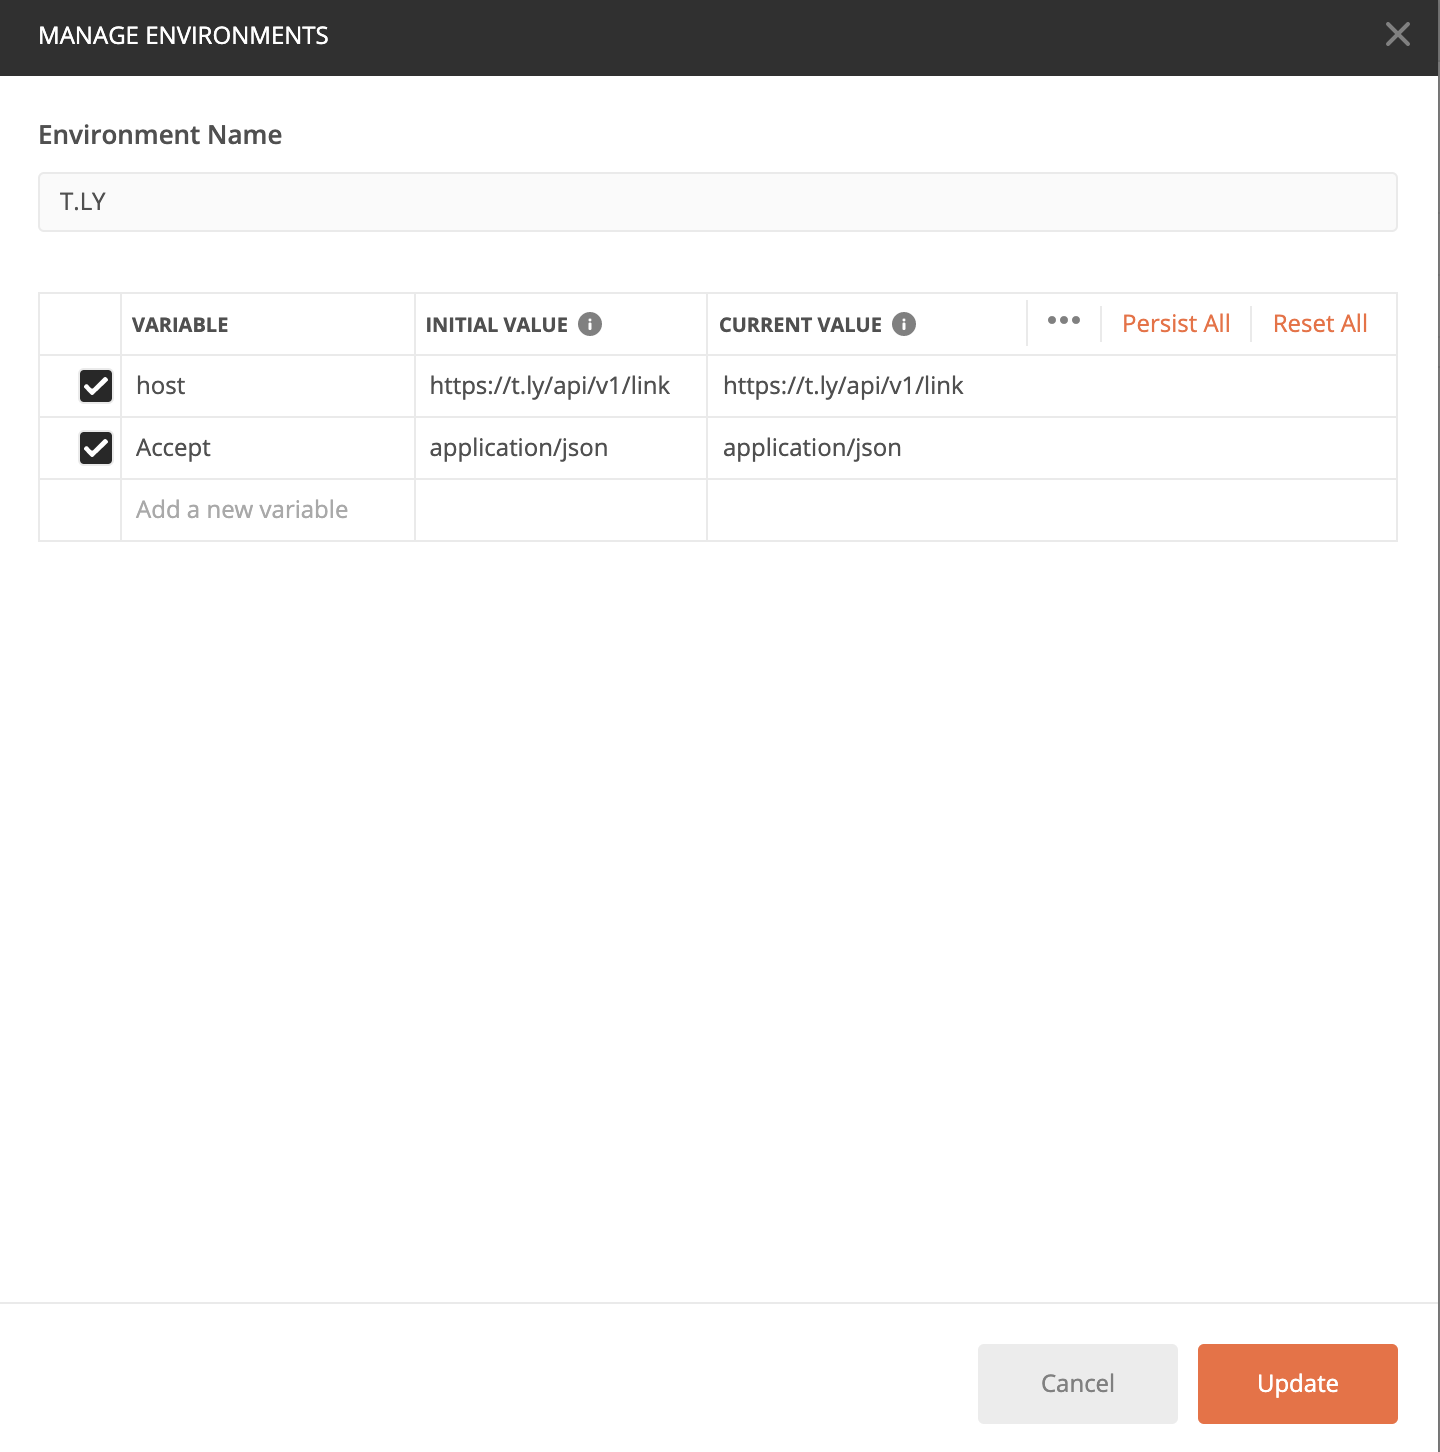 MANAGE ENVIRONMENTS
Environment Name
T.LY
VARIABLE INITIAL VALUE CURRENT VALUE Persist All Reset All
host https://t.ly/api/v1/link https://t.ly/api/v1/link
Accept application/json application/json
Add a new variable
Cancel Update